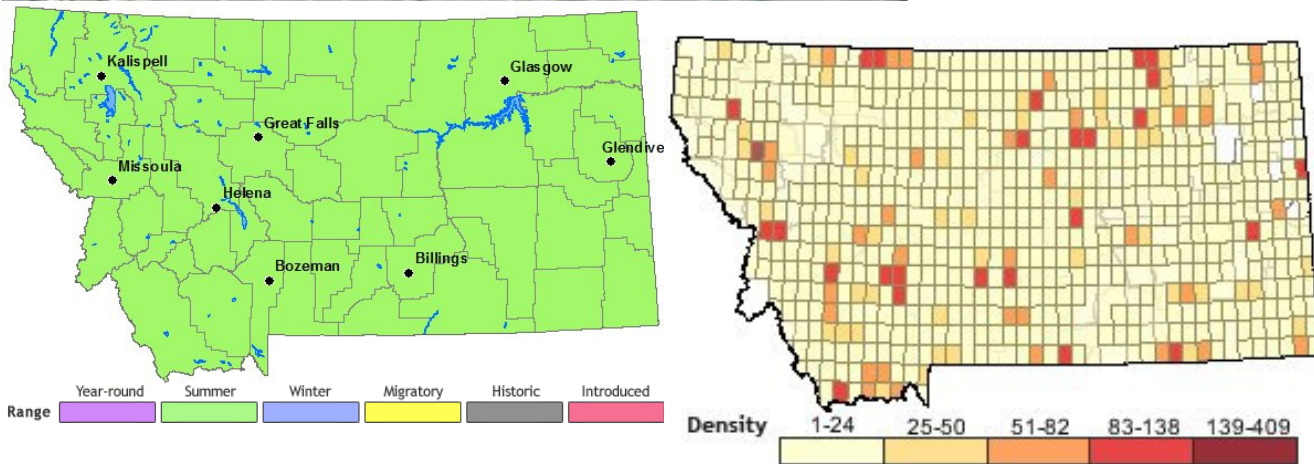 Kalispell
Glasgow
Great Falls
Glendive
Missoula
Helena
Bozeman
Billings
Year-round Summer Winter Migratory Historic Introduced
Range
Density 1-24 25-50 51-82 83-138 139-409